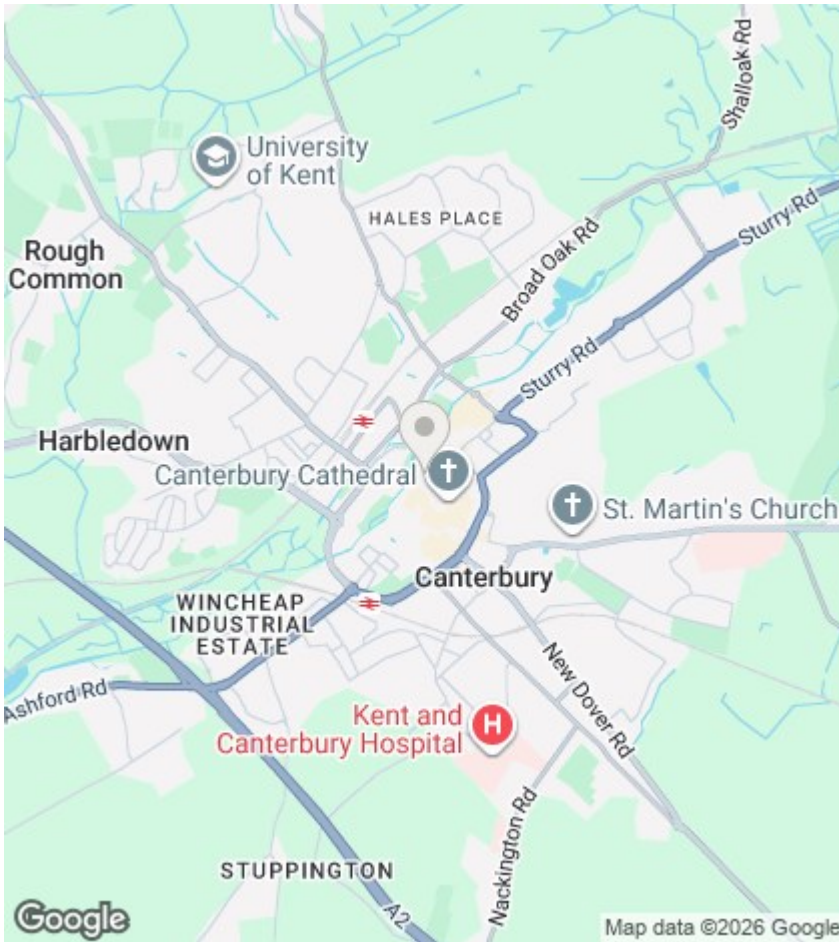 Shalloak Rd
University
of Kent
HALES PLACE
Broad Oak Rd
Sturry Rd
Rough
Common
Sturry Rd
Harbledown
Canterbury Cathedral
St. Martin's Church
Canterbury
WINCHEAP
INDUSTRIAL
ESTATE
New Dover Rd
Ashford Rd
Kent and
Canterbury Hospital
H
Nackington Rd
STUPPINGTON
A2
Google
Map data ©2026 Google